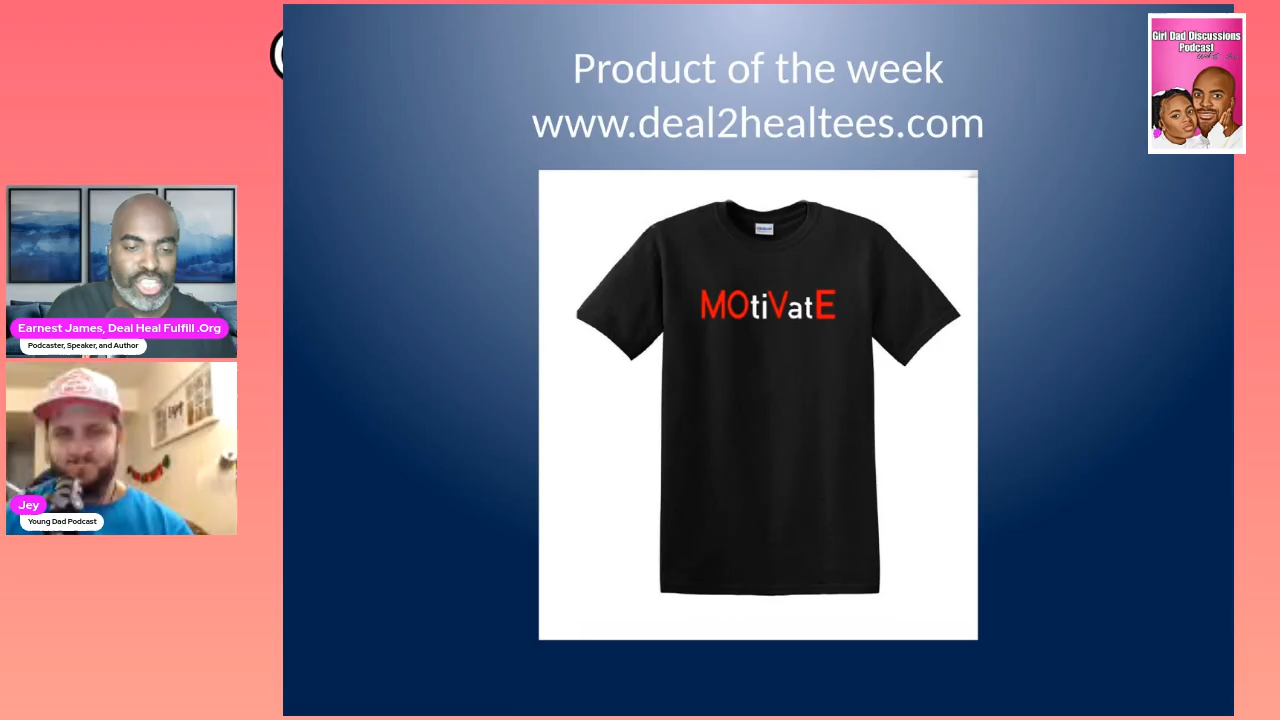 Product of the week
www.deal2healtees.com
Girl Dad Discussions
Podcast
MOtiVatE
Earnest James, Deal Heal Fulfill .Org
Podcaster, Speaker, and Author
Jey
Young Dad Podcast